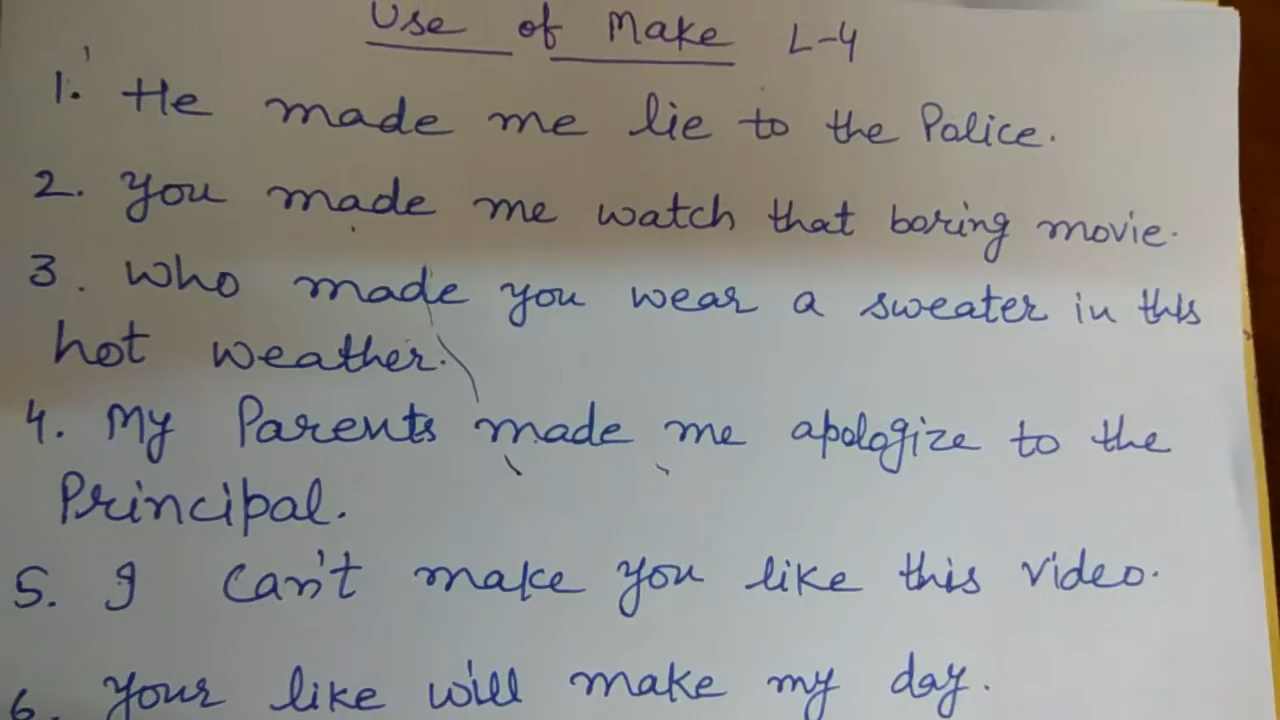 Use of Make L-4
1. He made me lie to the Police.
2. You made me watch that boring movie.
3. Who made you wear a sweater in this
hot weather.
4. My Parents made me apologize to the
Principal.
5. I can't make you like this video.
6. Your like will make my day.